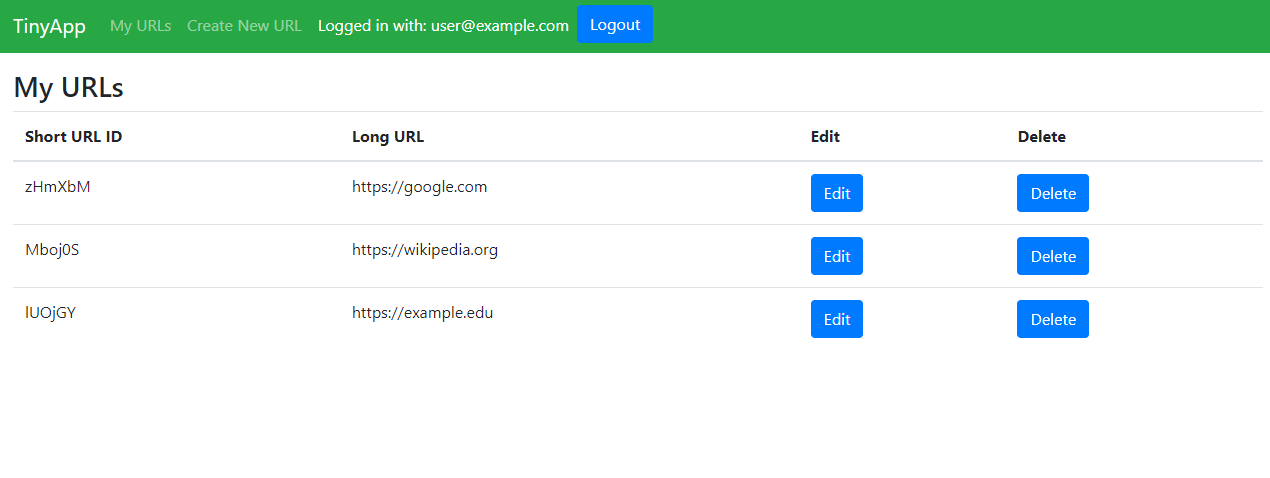 TinyApp My URLs Create New URL Logged in with: user@example.com Logout
My URLs
Short URL ID Long URL Edit Delete
zHmXbM https://google.com Edit Delete
Mboj0S https://wikipedia.org Edit Delete
lUOjGY https://example.edu Edit Delete